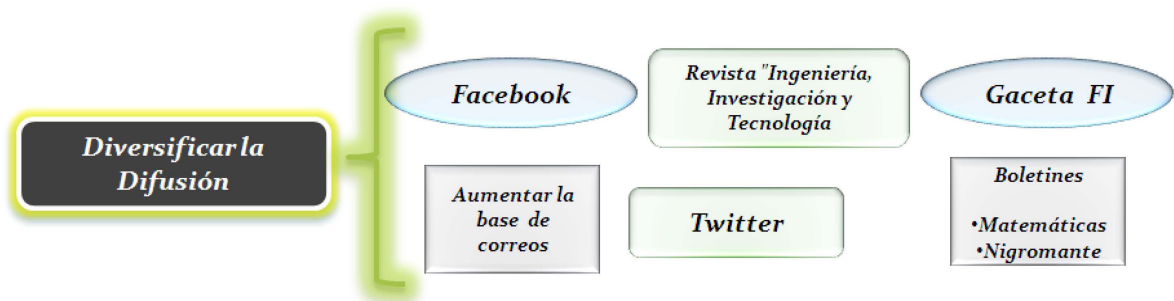 Diversificar la
Difusión
Facebook
Revista "Ingeniería,
Investigación y
Tecnología
Gaceta FI
Aumentar la
base de
correos
Twitter
Boletines
•Matemáticas
•Nigromante